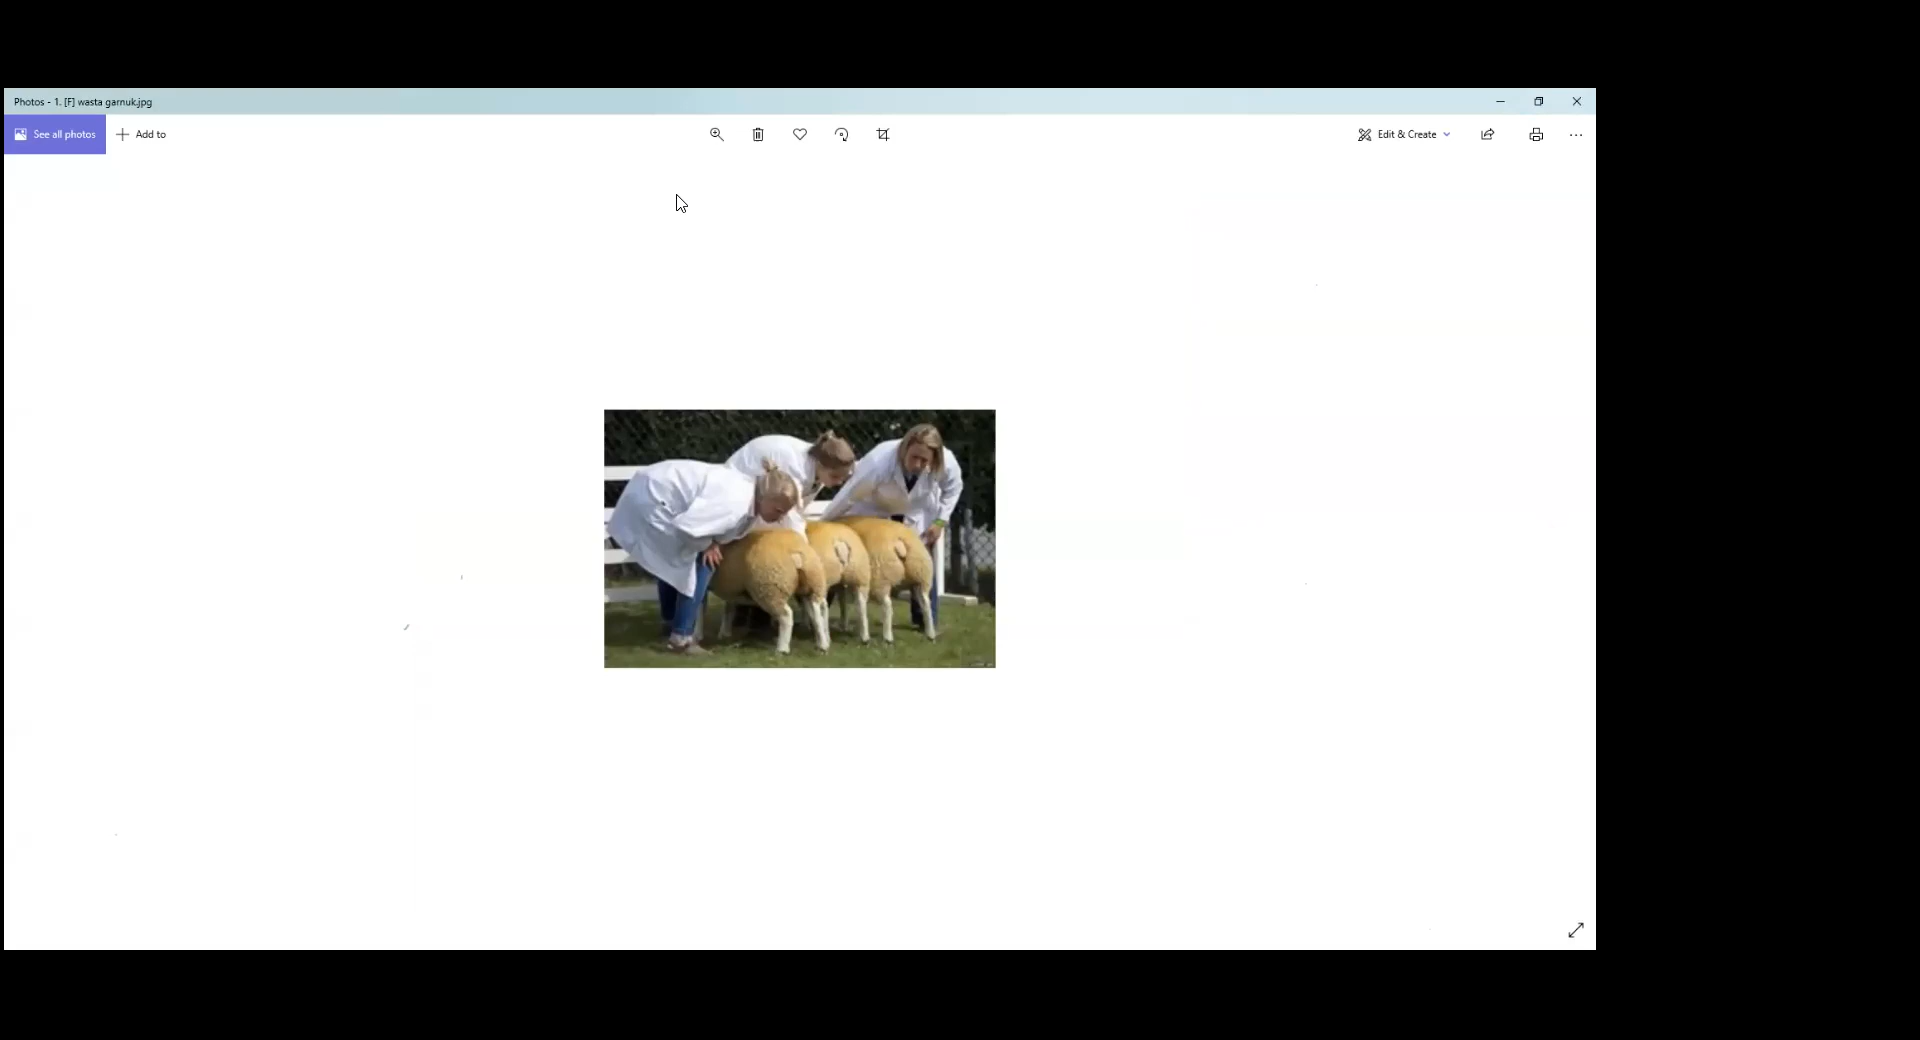 Photos - 1. [F] wasta garnuk.jpg
See all photos
Add to
Edit & Create